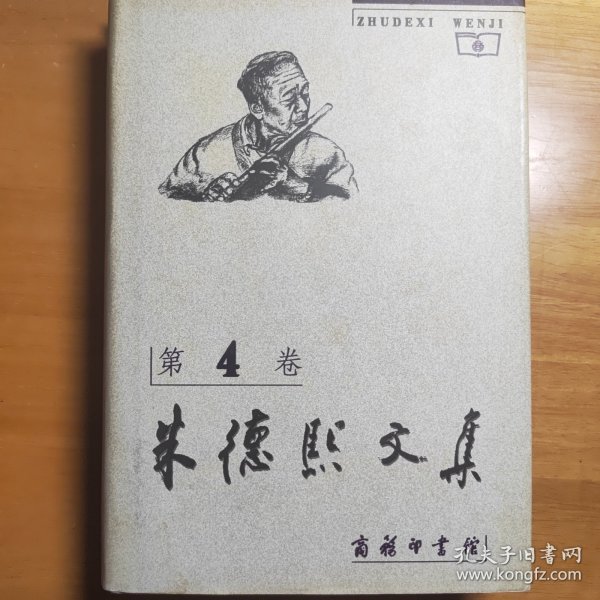 ZHUDEXI WENJI
第4卷
朱德熙文集
商務印書馆
孔夫子旧书网
www.kongfz.com